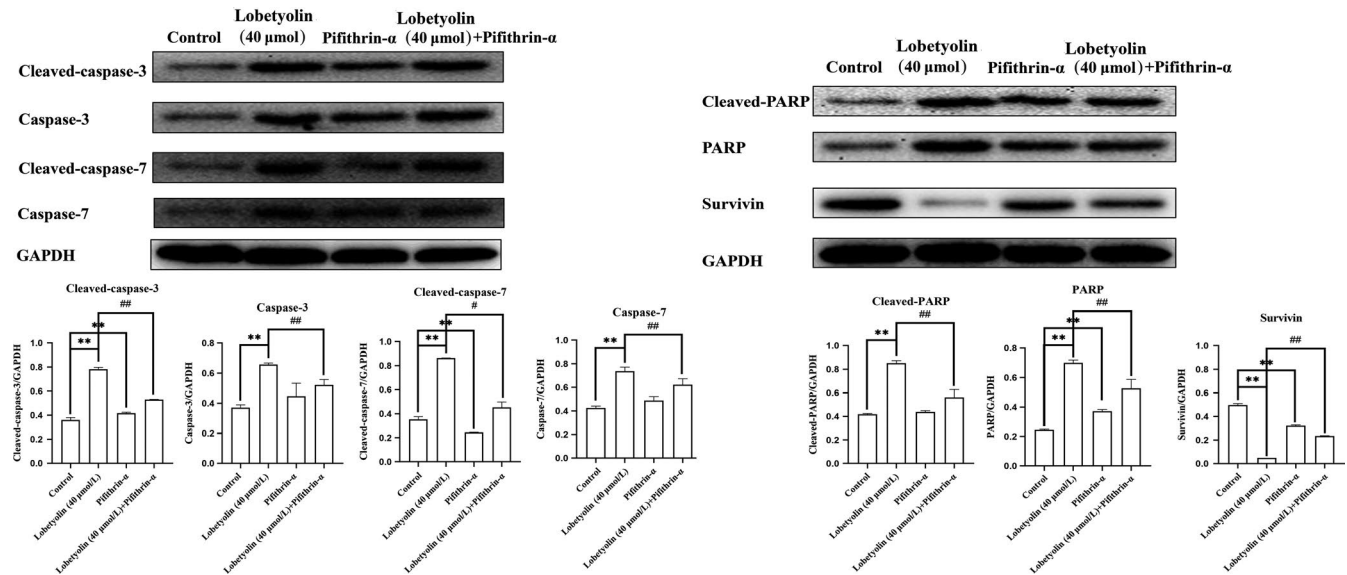 Lobetyolin Lobetyolin
Control (40 μmol) Pifithrin-α (40 μmol)+Pifithrin-α
Cleaved-caspase-3
Caspase-3
Cleaved-caspase-7
Caspase-7
GAPDH
Lobetyolin Lobetyolin
Control (40 μmol) Pifithrin-α (40 μmol)+Pifithrin-α
Cleaved-PARP
PARP
Survivin
GAPDH
Cleaved-caspase-3
##
**
**
Cleaved-caspase-3/GAPDH
1.0
0.8
0.6
0.4
0.2
0.0
Control
Lobetyolin (40 μmol/L)
Pifithrin-α
Lobetyolin (40 μmol/L)+Pifithrin-α
Caspase-3
##
**
Caspase-3/GAPDH
0.8
0.6
0.4
0.2
0.0
Control
Lobetyolin (40 μmol/L)
Pifithrin-α
Lobetyolin (40 μmol/L)+Pifithrin-α
Cleaved-caspase-7
#
**
**
Cleaved-caspase-7/GAPDH
1.0
0.8
0.6
0.4
0.2
0.0
Control
Lobetyolin (40 μmol/L)
Pifithrin-α
Lobetyolin (40 μmol/L)+Pifithrin-α
Caspase-7
##
**
Caspe-7/GAPDH
1.0
0.8
0.6
0.4
0.2
0.0
Control
Lobetyolin (40 μmol/L)
Pifithrin-α
Lobetyolin (40 μmol/L)+Pifithrin-α
Cleaved-PARP
##
**
Cleaved-PARP/GAPDH
1.0
0.8
0.6
0.4
0.2
0.0
Control
Lobetyolin (40 μmol/L)
Pifithrin-α
Lobetyolin (40 μmol/L)+Pifithrin-α
PARP
##
**
**
PARP/GAPDH
0.8
0.6
0.4
0.2
0.0
Control
Lobetyolin (40 μmol/L)
Pifithrin-α
Lobetyolin (40 μmol/L)+Pifithrin-α
Survivin
##
**
**
Survivin/GAPDH
1.0
0.8
0.6
0.4
0.2
0.0
Control
Lobetyolin (40 μmol/L)
Pifithrin-α
Lobetyolin (40 μmol/L)+Pifithrin-α